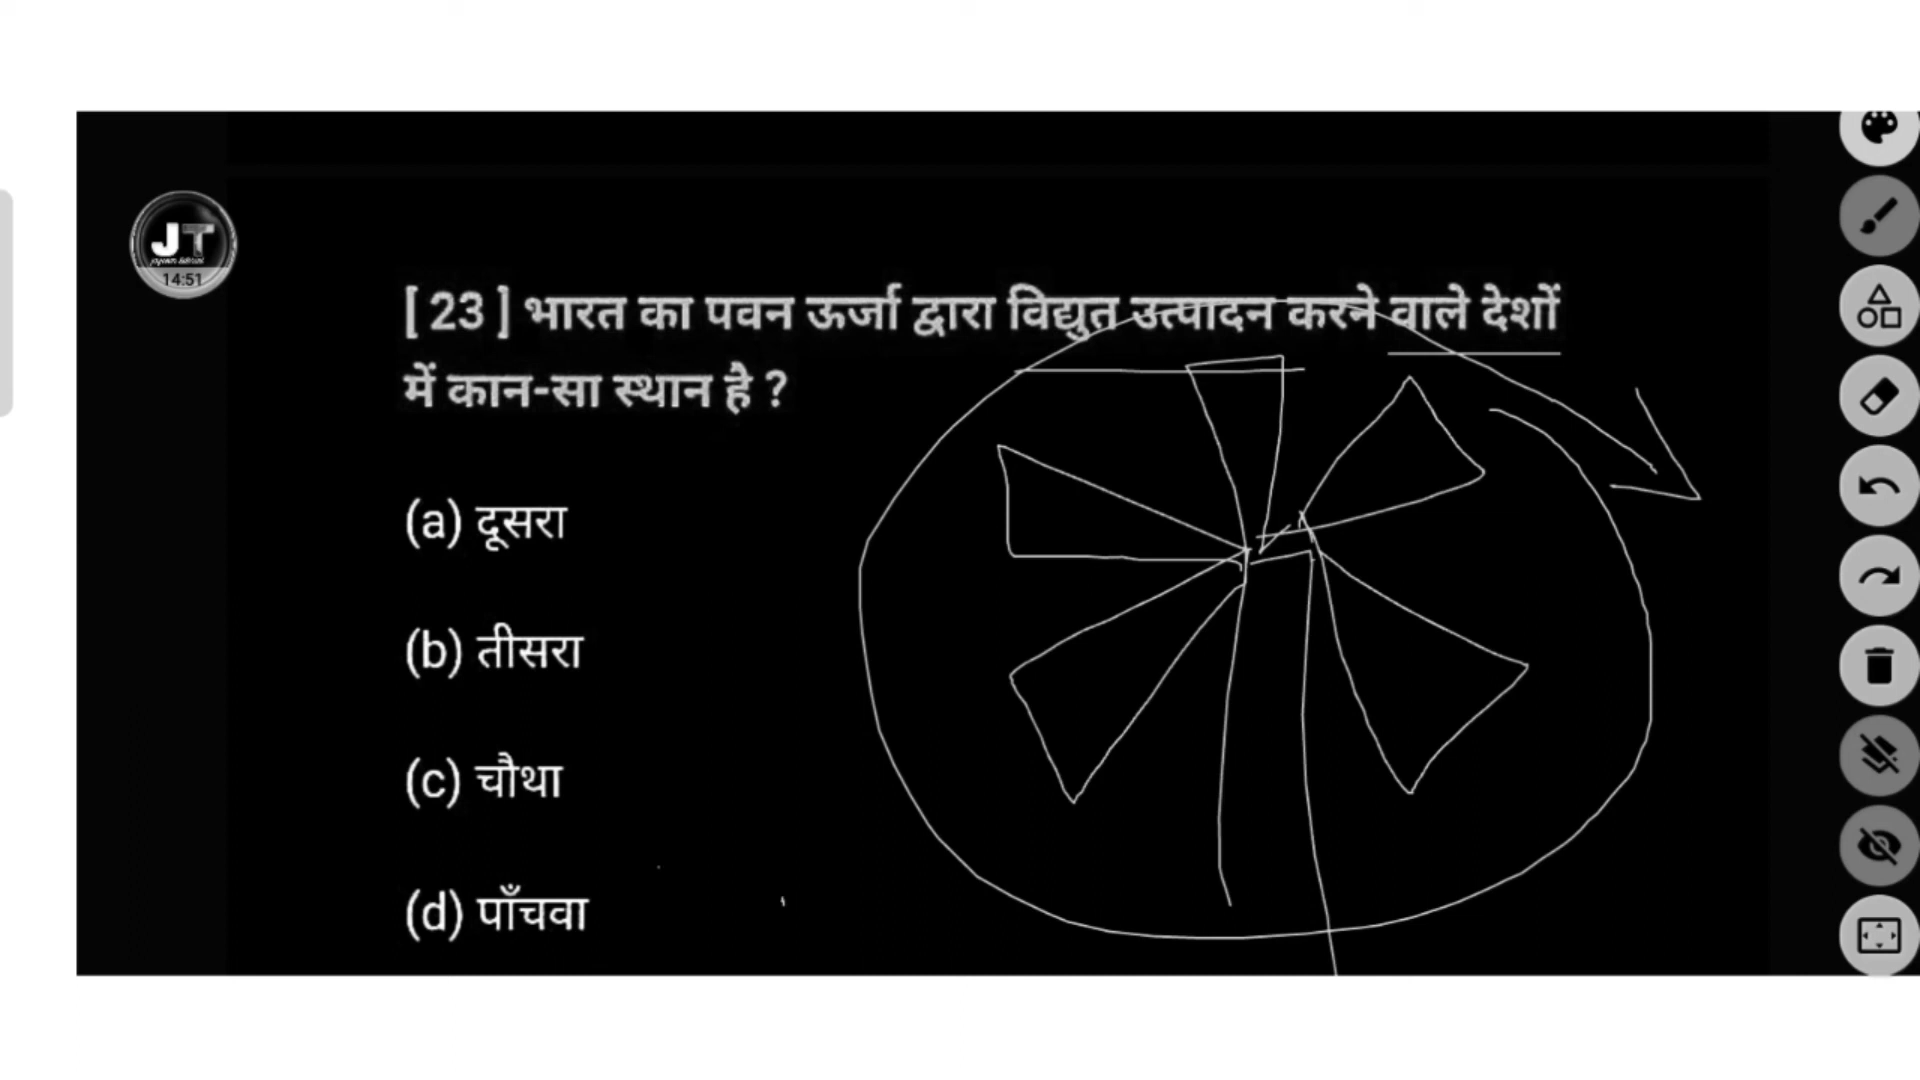 JT
14:51
[ 23 ] भारत का पवन ऊर्जा द्वारा विद्युत उत्पादन करने वाले देशों
में कान-सा स्थान है ?
(a) दूसरा
(b) तीसरा
(c) चौथा
(d) पाँचवा